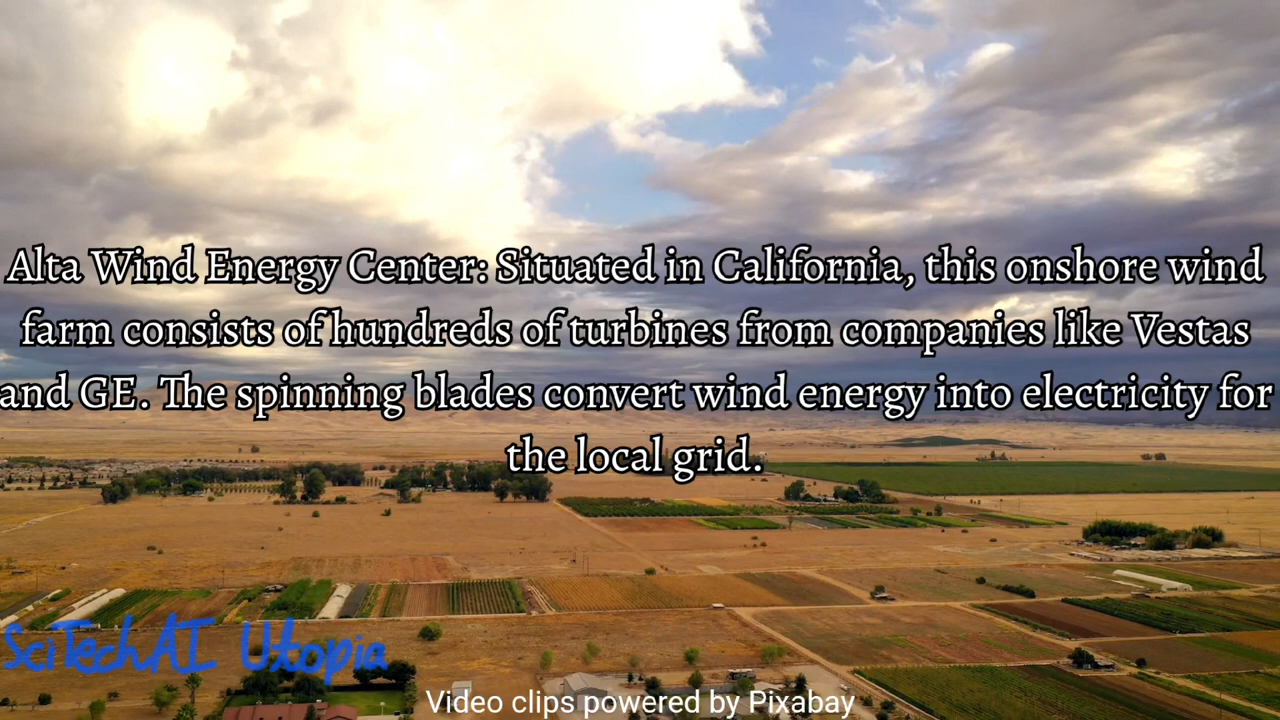 Alta Wind Energy Center: Situated in California, this onshore wind
farm consists of hundreds of turbines from companies like Vestas
and GE. The spinning blades convert wind energy into electricity for
the local grid.
SciTechAI Utopia
Video clips powered by Pixabay